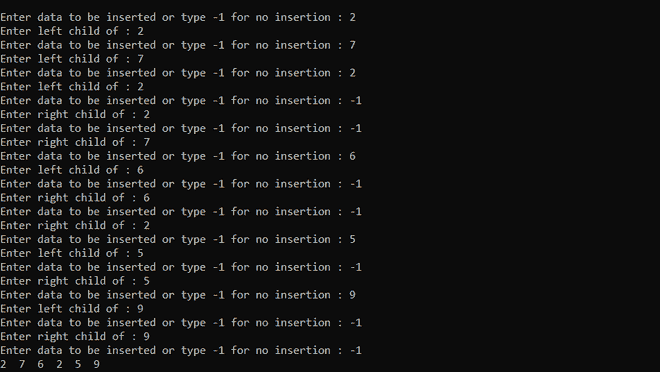 Enter data to be inserted or type -1 for no insertion : 2
Enter left child of : 2
Enter data to be inserted or type -1 for no insertion : 7
Enter left child of : 7
Enter data to be inserted or type -1 for no insertion : 2
Enter left child of : 2
Enter data to be inserted or type -1 for no insertion : -1
Enter right child of : 2
Enter data to be inserted or type -1 for no insertion : -1
Enter right child of : 7
Enter data to be inserted or type -1 for no insertion : 6
Enter left child of : 6
Enter data to be inserted or type -1 for no insertion : -1
Enter right child of : 6
Enter data to be inserted or type -1 for no insertion : -1
Enter right child of : 2
Enter data to be inserted or type -1 for no insertion : 5
Enter left child of : 5
Enter data to be inserted or type -1 for no insertion : -1
Enter right child of : 5
Enter data to be inserted or type -1 for no insertion : 9
Enter left child of : 9
Enter data to be inserted or type -1 for no insertion : -1
Enter right child of : 9
Enter data to be inserted or type -1 for no insertion : -1
2 7 6 2 5 9